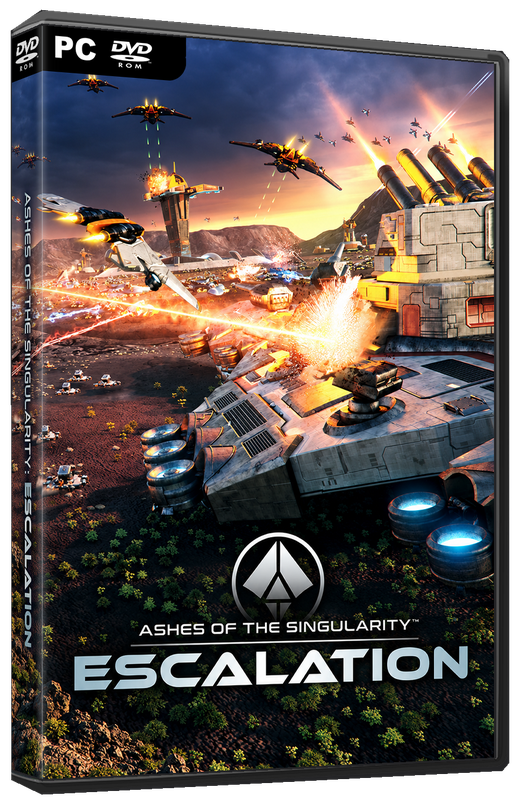 DVD
ROM
PC DVD
ROM
ASHES OF THE SINGULARITY: ESCALATION
ASHES OF THE SINGULARITY™
ESCALATION